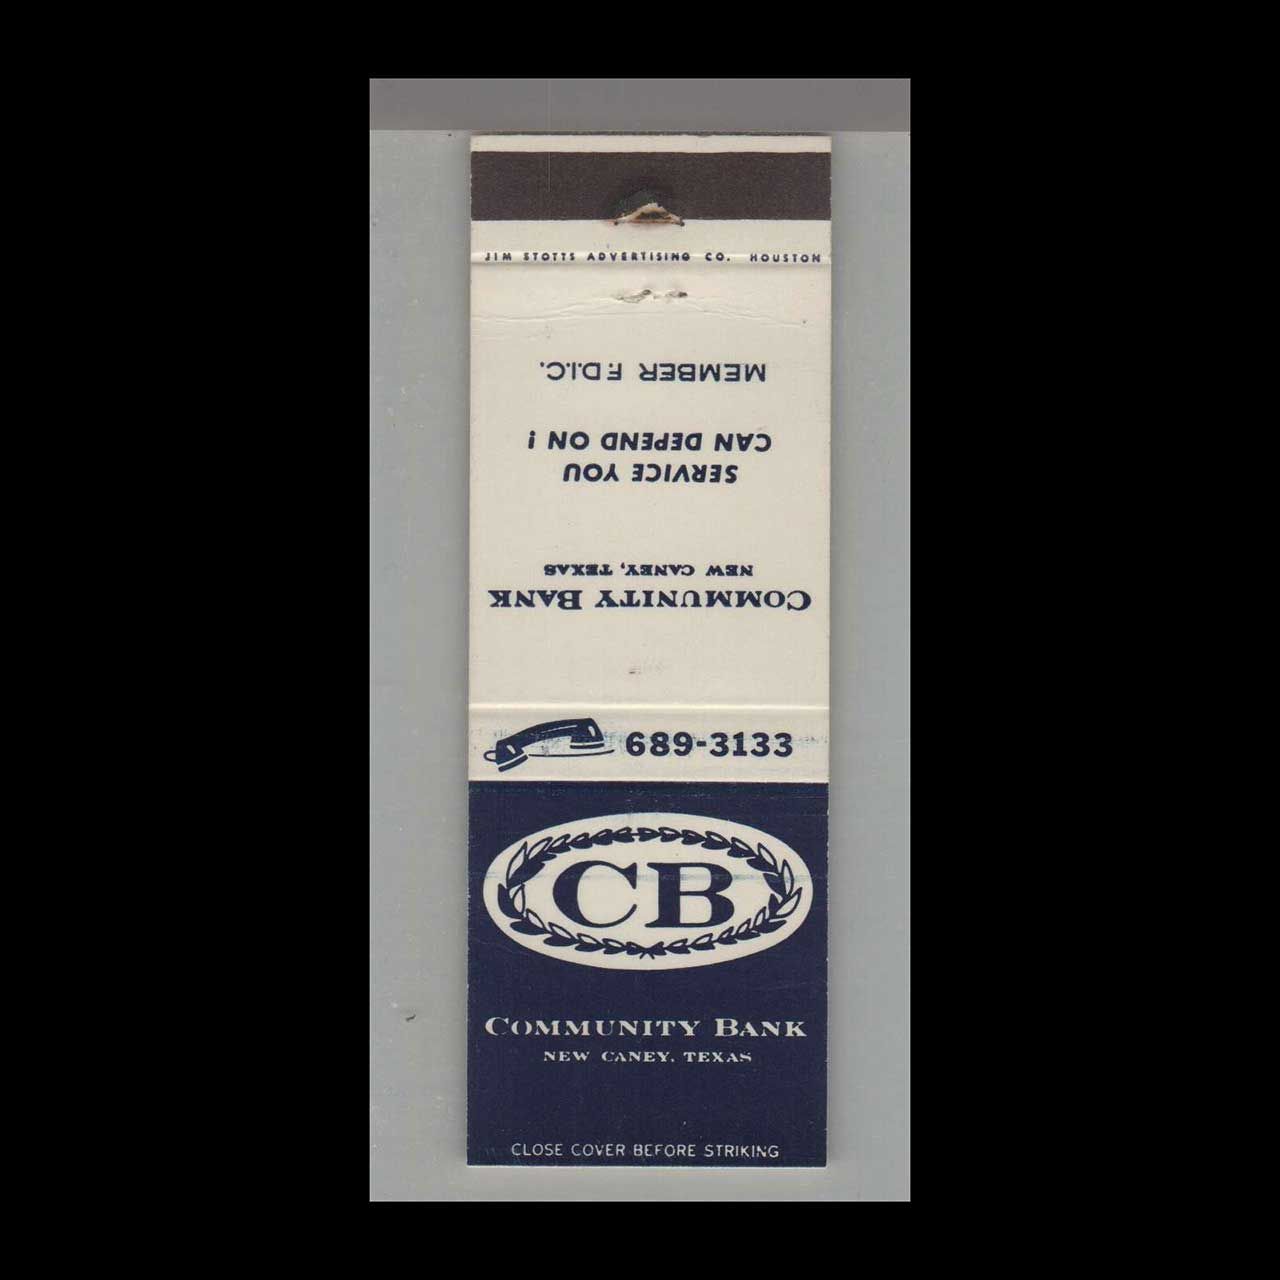 JIM STOTTS ADVERTISING CO. HOUSTON
COMMUNITY BANK
NEW CANEY, TEXAS
SERVICE YOU
CAN DEPEND ON!
MEMBER F.D.I.C.
689-3133
CB
COMMUNITY BANK
NEW CANEY, TEXAS
CLOSE COVER BEFORE STRIKING